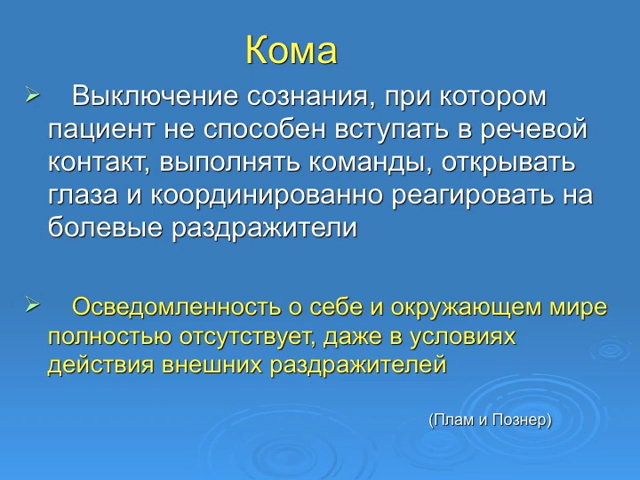 Кома
Выключение сознания, при котором
пациент не способен вступать в речевой
контакт, выполнять команды, открывать
глаза и координированно реагировать на
болевые раздражители
Осведомленность о себе и окружающем мире
полностью отсутствует, даже в условиях
действия внешних раздражителей
(Плам и Познер)